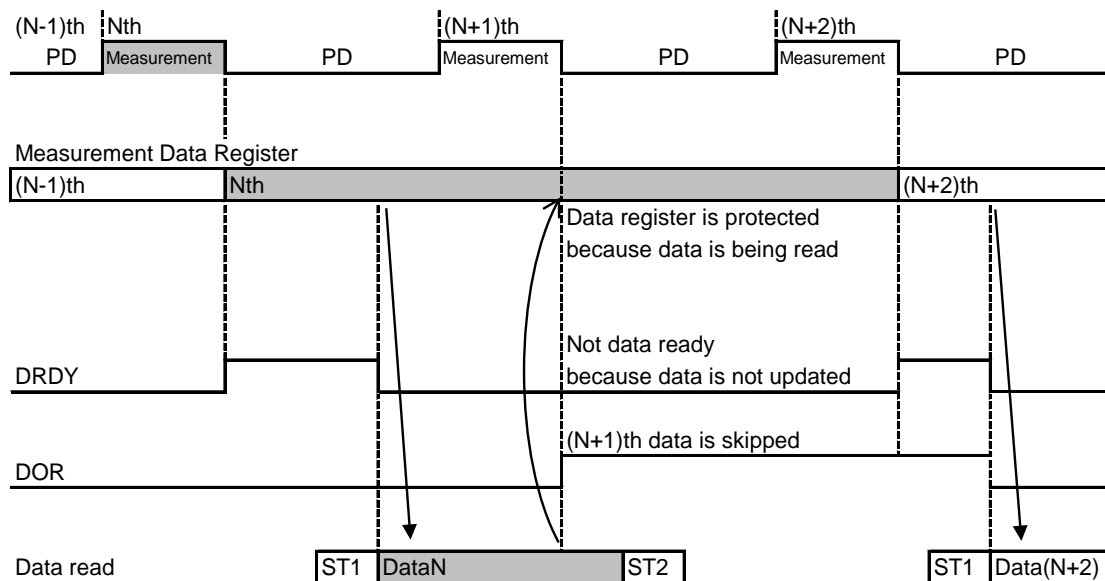 (N-1)th Nth (N+1)th (N+2)th
PD Measurement PD Measurement PD Measurement PD
Measurement Data Register
(N-1)th Nth (N+2)th
Data register is protected
because data is being read
Not data ready
DRDY because data is not updated
(N+1)th data is skipped
DOR
Data read ST1 DataN ST2 ST1 Data(N+2)